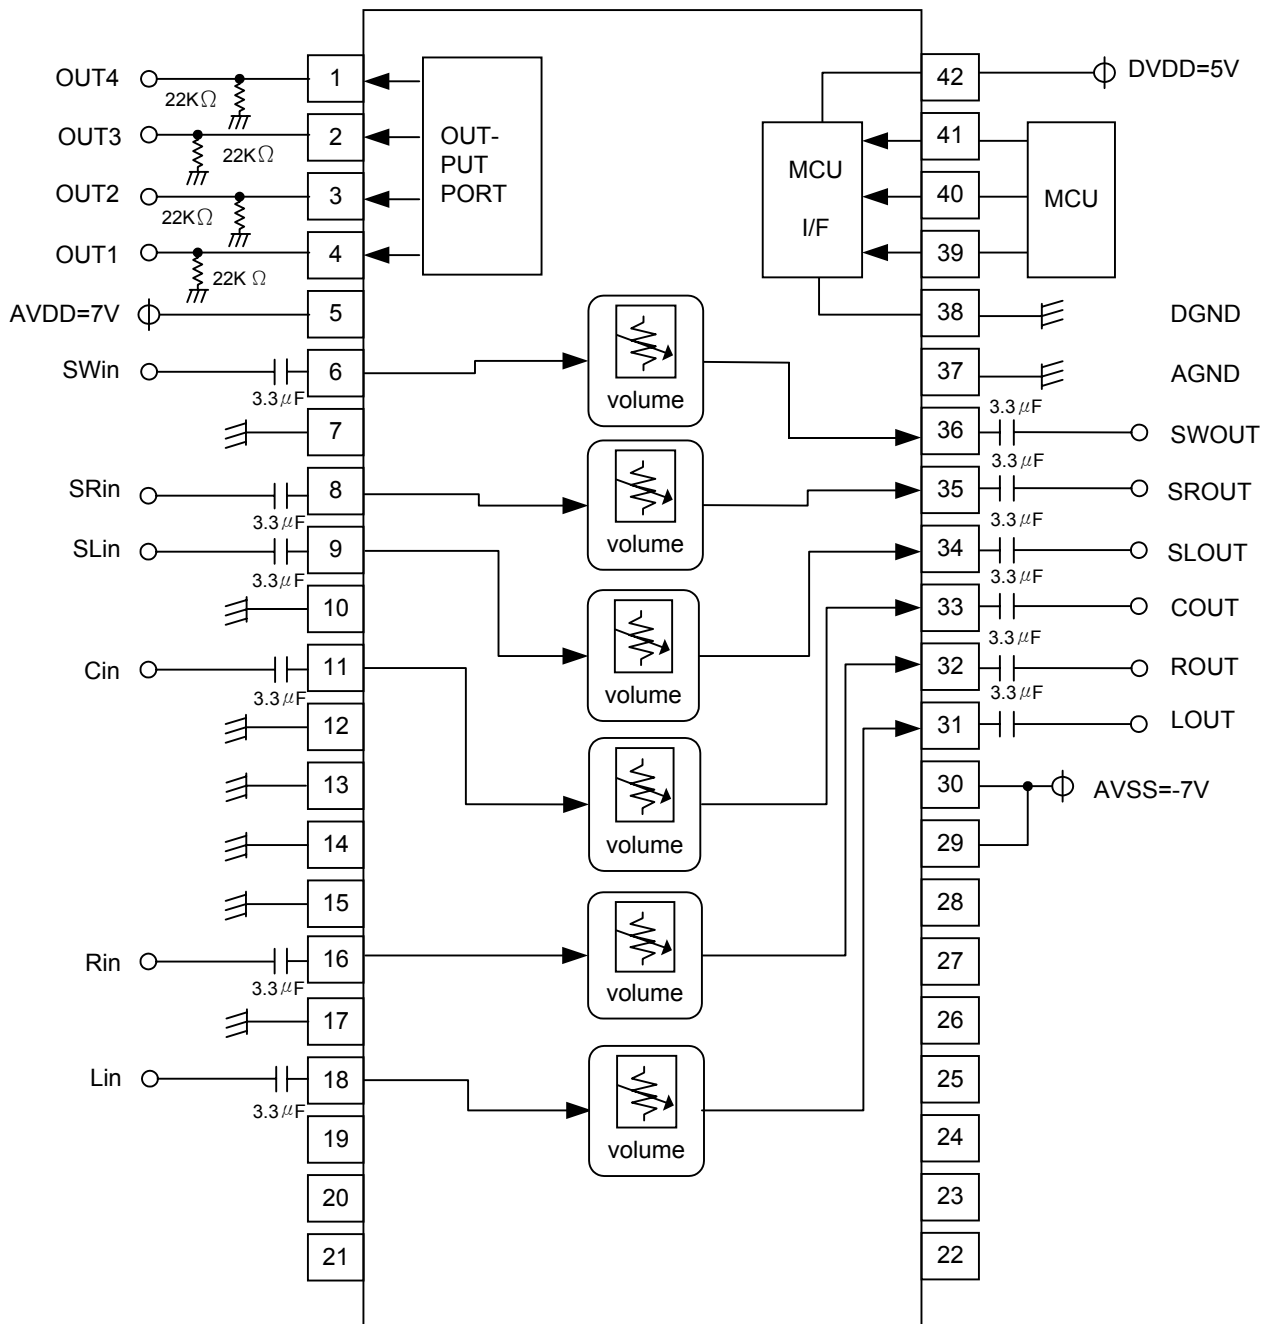 OUT4
22KΩ
1
OUT3
22KΩ
2
OUT2
22KΩ
3
OUT1
22K Ω
4
OUT-
PUT
PORT
AVDD=7V
5
SWin
3.3μF
6
7
SRin
3.3μF
8
SLin
3.3μF
9
10
Cin
3.3μF
11
12
13
14
15
Rin
3.3μF
16
17
Lin
3.3μF
18
19
20
21
volume
volume
volume
volume
volume
volume
MCU
I/F
MCU
42
DVDD=5V
41
40
39
38
DGND
37
AGND
3.3μF
36
SWOUT
3.3μF
35
SROUT
3.3μF
34
SLOUT
3.3μF
33
COUT
3.3μF
32
ROUT
3.3μF
31
LOUT
30
AVSS=-7V
29
28
27
26
25
24
23
22